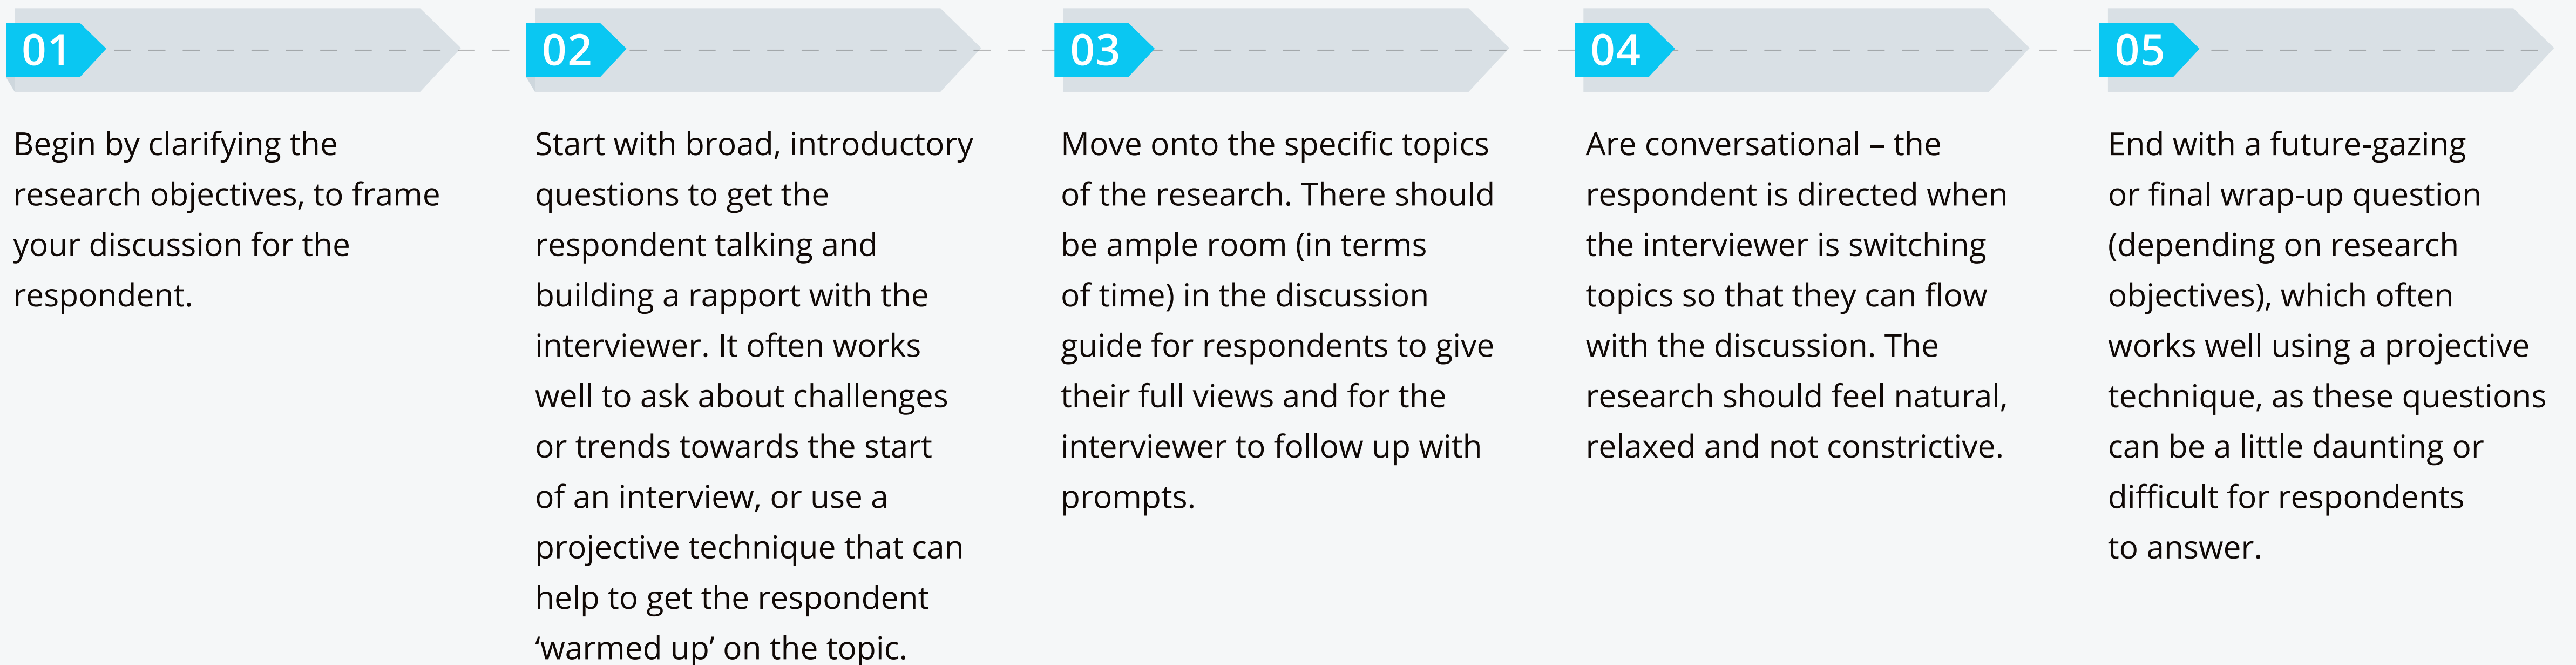 01
Begin by clarifying the
research objectives, to frame
your discussion for the
respondent.
02
Start with broad, introductory
questions to get the
respondent talking and
building a rapport with the
interviewer. It often works
well to ask about challenges
or trends towards the start
of an interview, or use a
projective technique that can
help to get the respondent
‘warmed up’ on the topic.
03
Move onto the specific topics
of the research. There should
be ample room (in terms
of time) in the discussion
guide for respondents to give
their full views and for the
interviewer to follow up with
prompts.
04
Are conversational – the
respondent is directed when
the interviewer is switching
topics so that they can flow
with the discussion. The
research should feel natural,
relaxed and not constrictive.
05
End with a future-gazing
or final wrap-up question
(depending on research
objectives), which often
works well using a projective
technique, as these questions
can be a little daunting or
difficult for respondents
to answer.